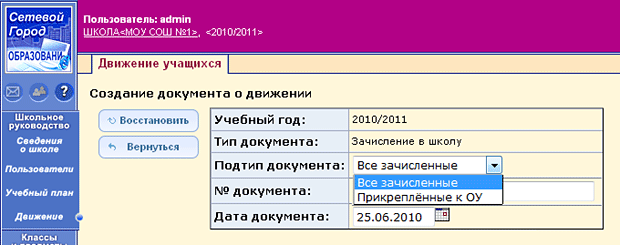 Сетевой
Город
ОБРАЗОВАНИ
Пользователь: admin
ШКОЛА<МОУ СОШ №1>, <2010/2011>
Движение учащихся
?
Школьное
руководство
Сведения
о школе
Пользователи
Учебный план
Движение
Классы
Создание документа о движении
Восстановить
Вернуться
Учебный год: 2010/2011
Тип документа: Зачисление в школу
Подтип документа: Все зачисленные
Все зачисленные
Прикреплённые к ОУ
№ документа:
Дата документа: 25.06.2010